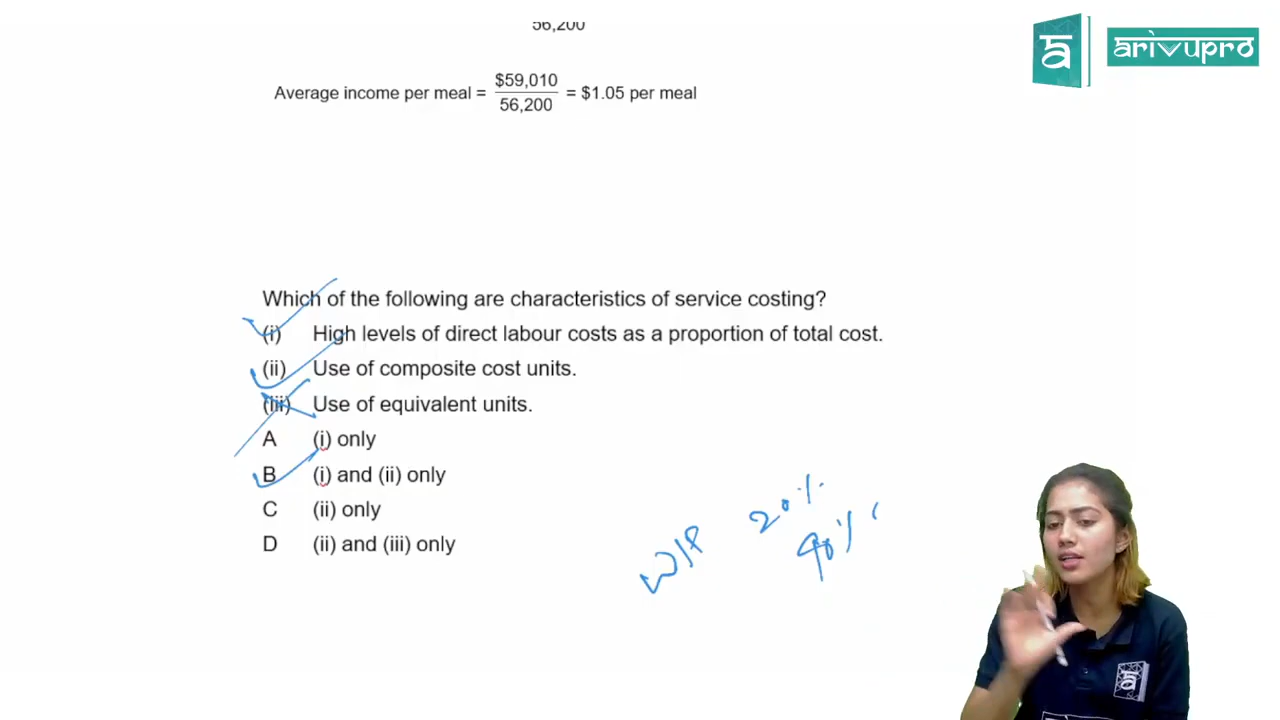 56,200
arivupro
Average income per meal = $59,010 / 56,200 = $1.05 per meal
Which of the following are characteristics of service costing?
(i) High levels of direct labour costs as a proportion of total cost.
(ii) Use of composite cost units.
(iii) Use of equivalent units.
A (i) only
B (i) and (ii) only
C (ii) only
D (ii) and (iii) only
WIP 20%
90%